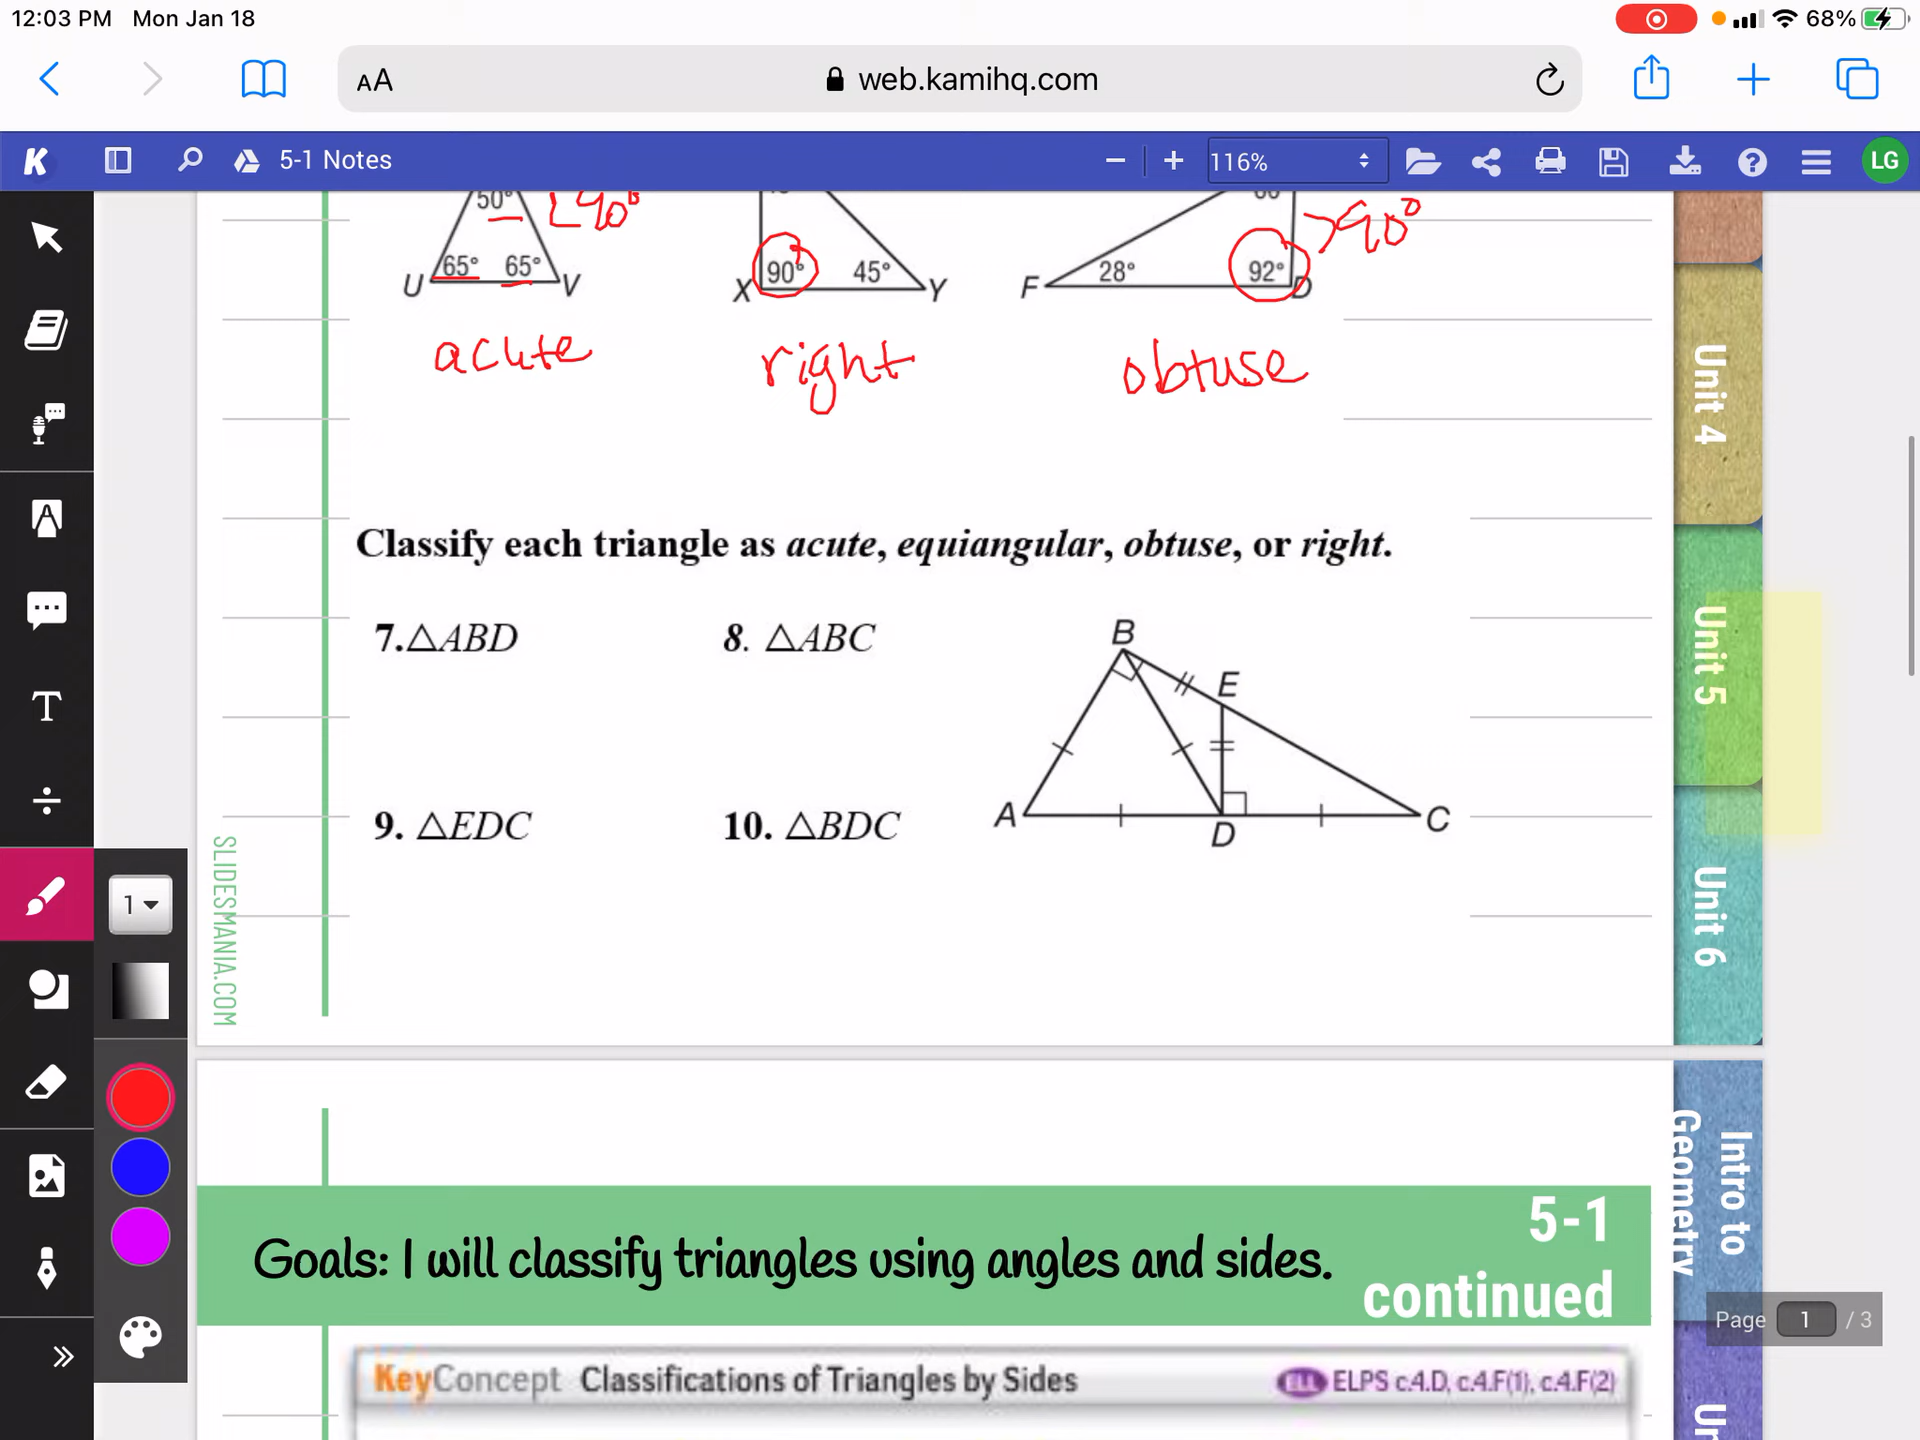 12:03 PM Mon Jan 18
68%
AA
web.kamihq.com
K
5-1 Notes
116%
LG
50°
<90°
>90°
65° 65°
U V
90° 45°
X Y
28° 92°
F D
acute
right
obtuse
Classify each triangle as acute, equiangular, obtuse, or right.
7.△ABD
8. △ABC
9. △EDC
10. △BDC
B
E
A
D
C
SLIDESMANIA.COM
Unit 4
Unit 5
Unit 6
T
1
Goals: I will classify triangles using angles and sides.
5-1
continued
Intro to
Geometry
Page 1 / 3
KeyConcept Classifications of Triangles by Sides
ELPS c.4.D, c.4.F(1), c.4.F(2)